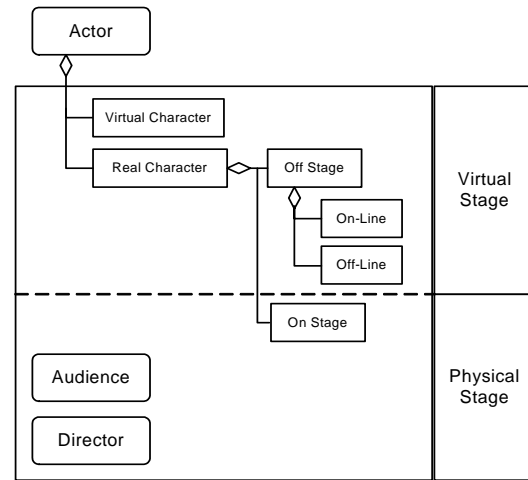 Actor
Virtual Character
Real Character
Off Stage
On-Line
Off-Line
Virtual
Stage
On Stage
Audience
Director
Physical
Stage